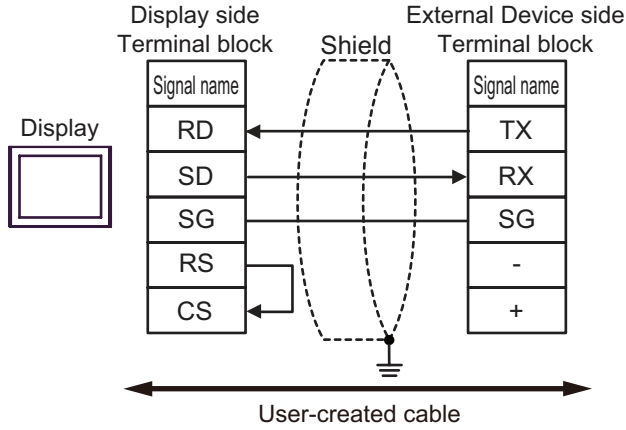 Display side
Terminal block
Shield
External Device side
Terminal block
Display
Signal name
RD
SD
SG
RS
CS
Signal name
TX
RX
SG
-
+
User-created cable